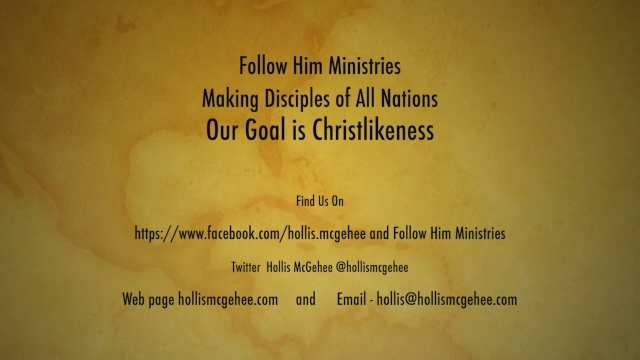 Follow Him Ministries
Making Disciples of All Nations
Our Goal is Christlikeness
Find Us On
https://www.facebook.com/hollis.mcgehee and Follow Him Ministries
Twitter Hollis McGehee @hollismcgehee
Web page hollismcgehee.com and Email - hollis@hollismcgehee.com